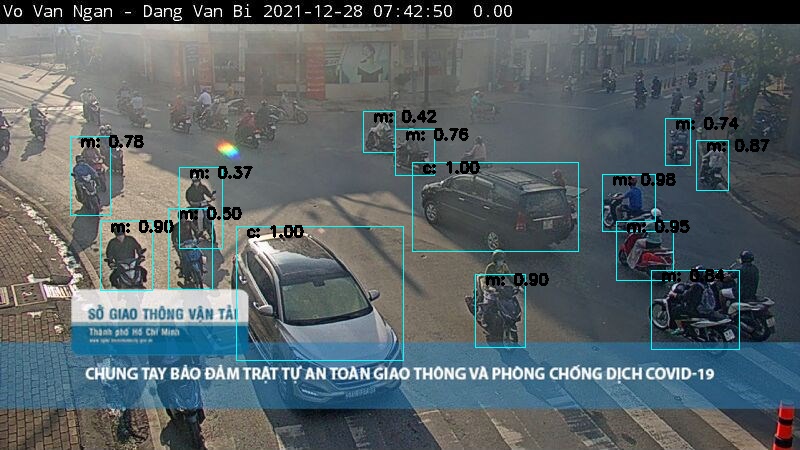 Vo Van Ngan - Dang Van Bi 2021-12-28 07:42:50 0.00
m: 0.42
m: 0.76
m: 0.74
m: 0.78
m: 0.87
c: 1.00
m: 0.37
m: 0.98
m: 0.50
m: 0.90
m: 0.95
c: 1.00
m: 0.84
m: 0.90
SỞ GIAO THÔNG VẬN TẢI
Thành phố Hồ Chí Minh
CHUNG TAY BẢO ĐẢM TRẬT TỰ AN TOÀN GIAO THÔNG VÀ PHÒNG CHỐNG DỊCH COVID-19